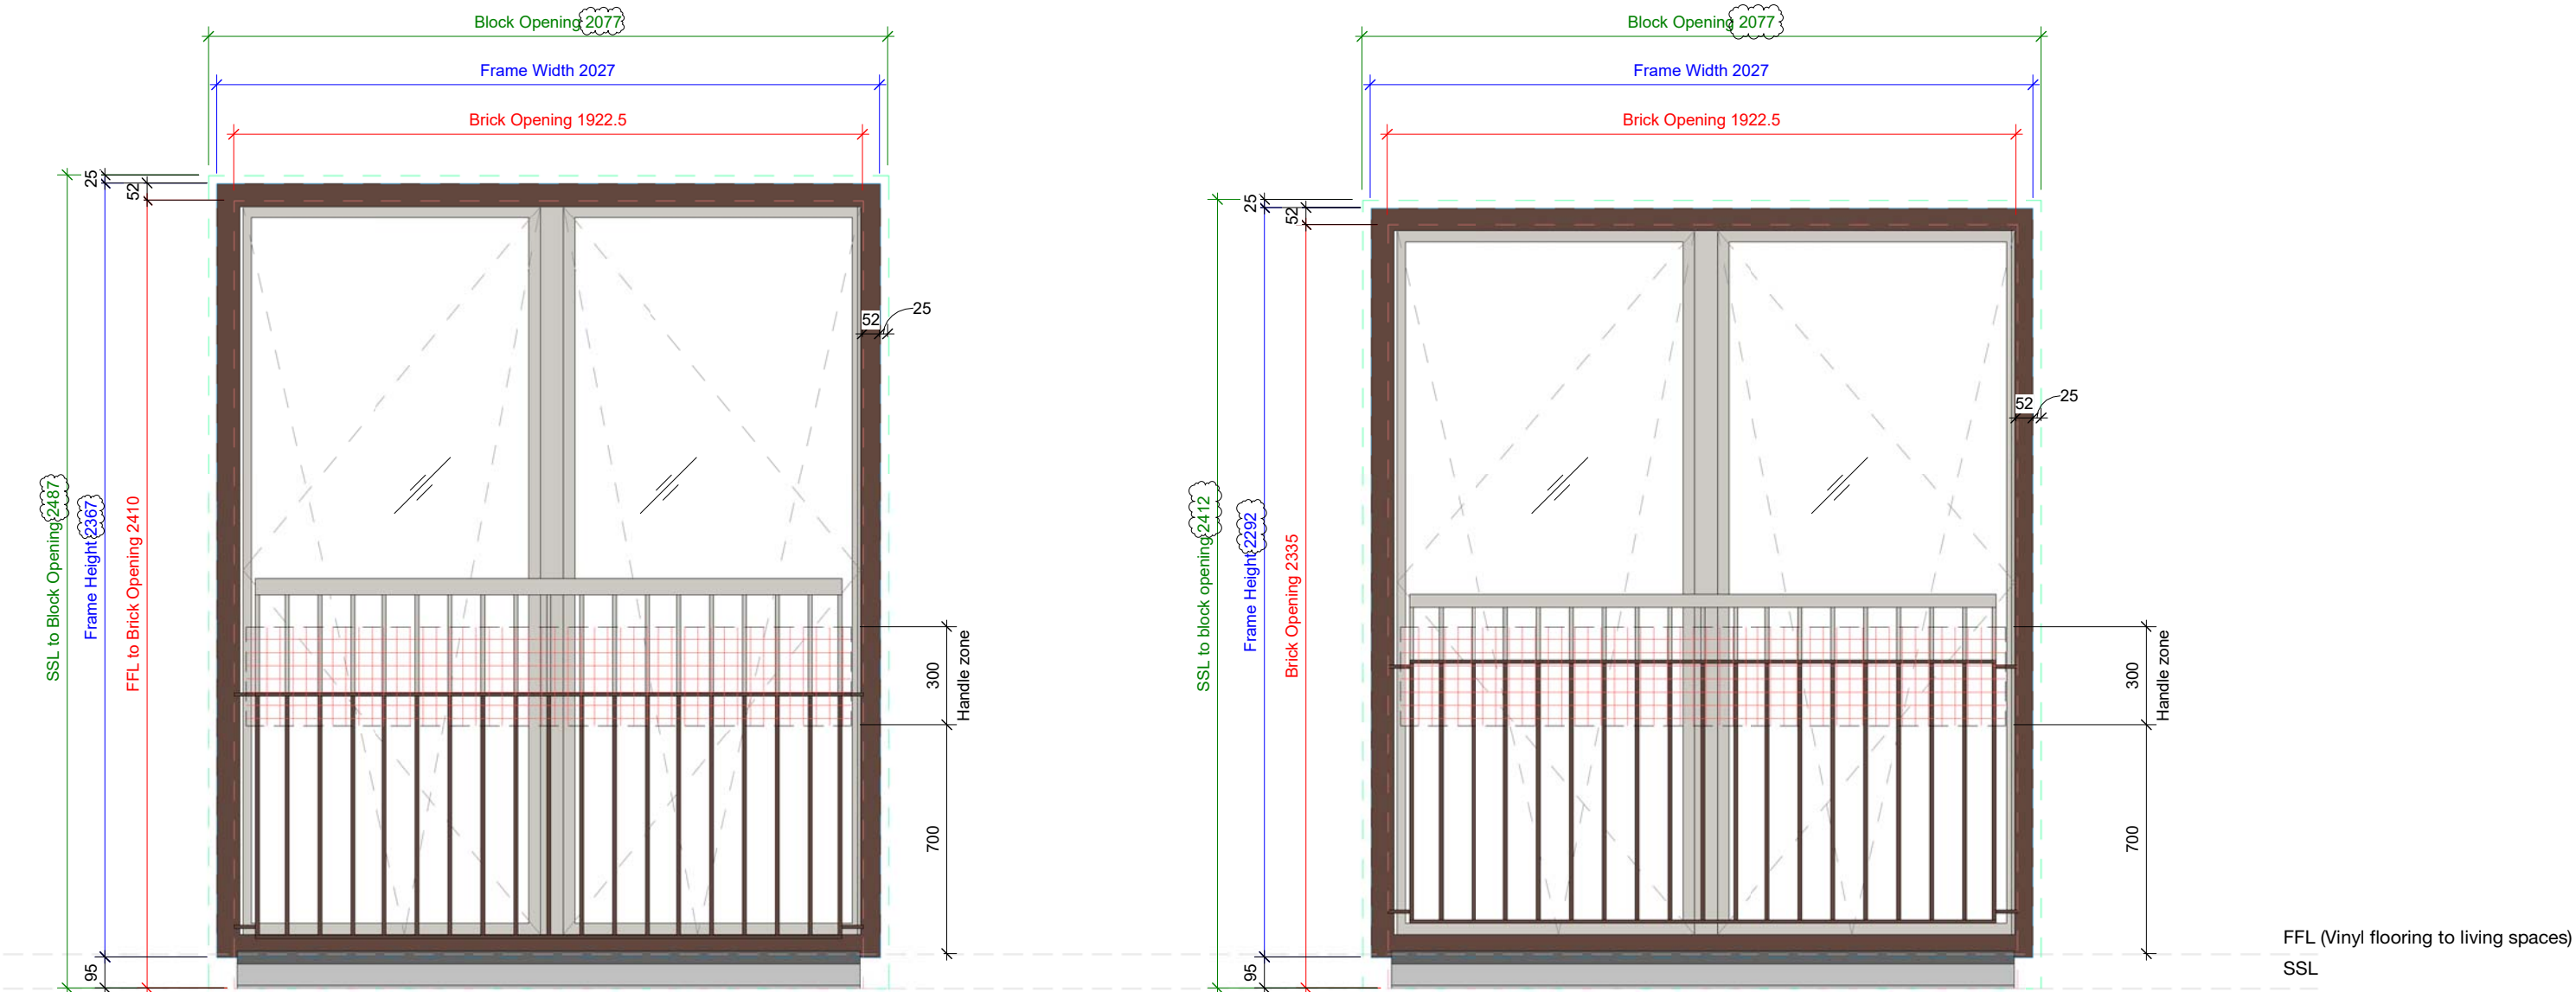 Block Opening 2077
Frame Width 2027
Brick Opening 1922.5
25
52
52
25
SSL to Block Opening 2487
Frame Height 2367
FFL to Brick Opening 2410
300
Handle zone
700
95
Block Opening 2077
Frame Width 2027
Brick Opening 1922.5
25
52
52
25
SSL to block opening 2412
Frame Height 2292
Brick Opening 2335
300
Handle zone
700
95
FFL (Vinyl flooring to living spaces)
SSL